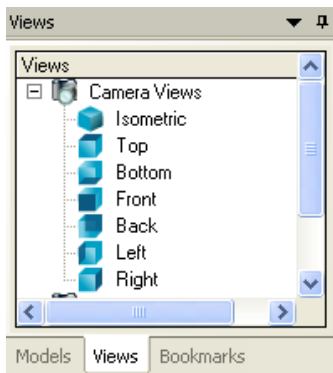 Views
Views
Camera Views
Isometric
Top
Bottom
Front
Back
Left
Right
Models Views Bookmarks